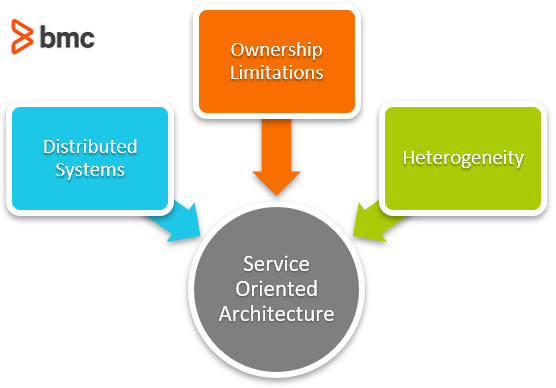 bmc
Ownership
Limitations
Distributed
Systems
Heterogeneity
Service
Oriented
Architecture